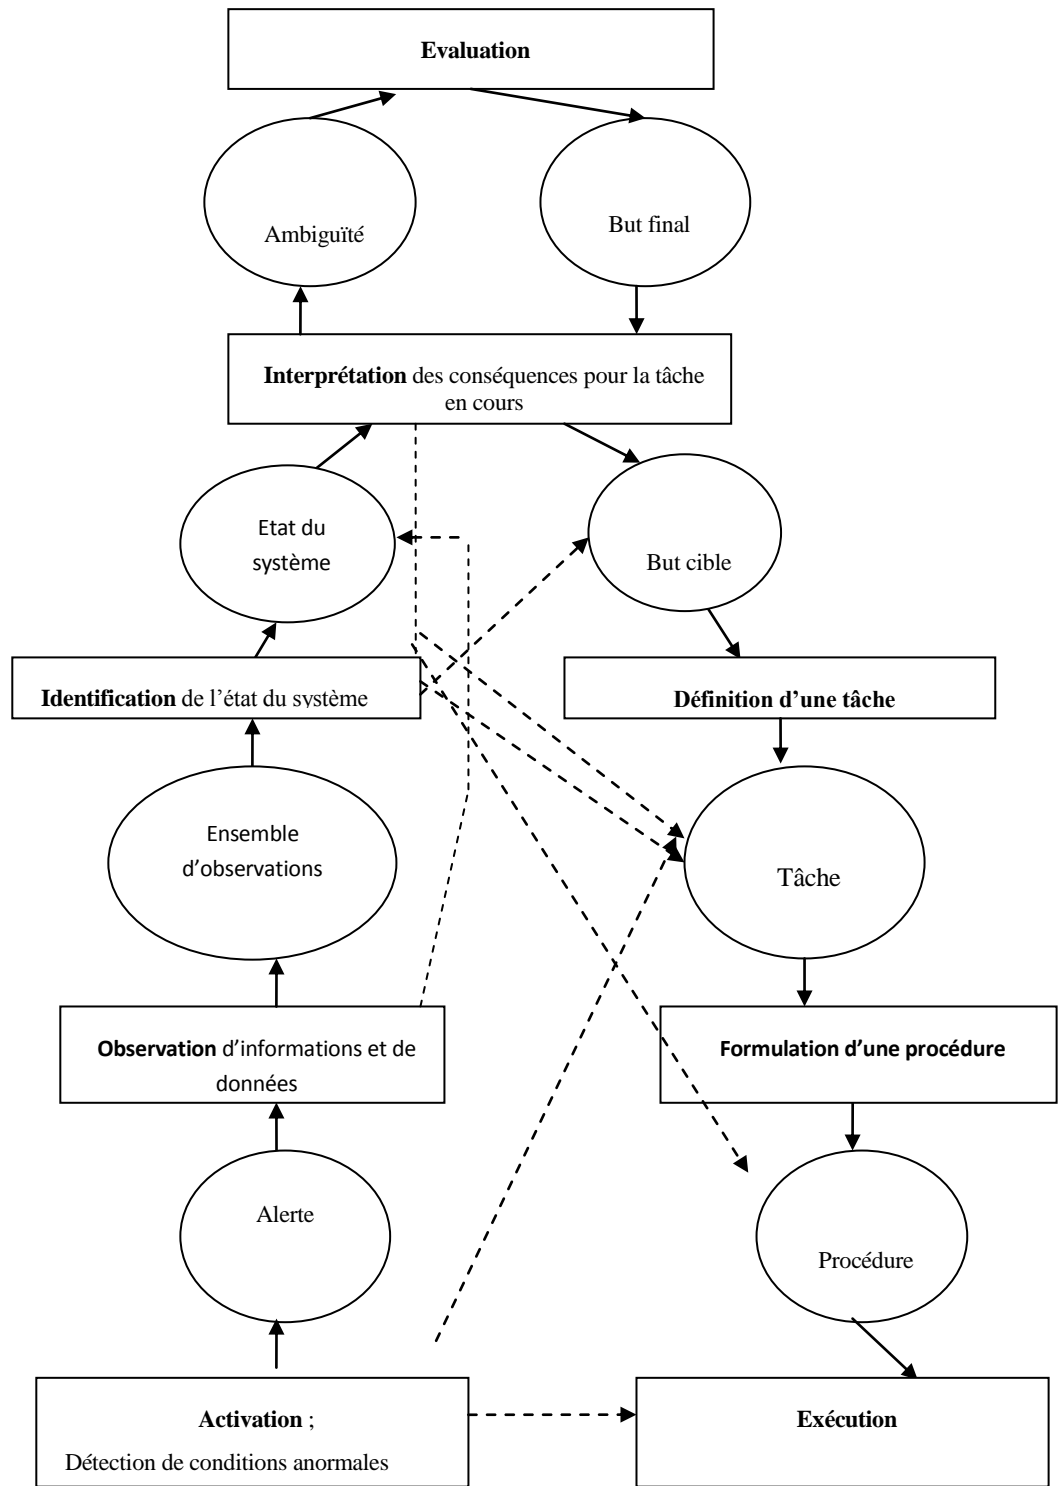 Evaluation
Ambiguïté
But final
Interprétation des conséquences pour la tâche
en cours
Etat du
système
But cible
Identification de l’état du système
Définition d’une tâche
Ensemble
d’observations
Tâche
Observation d’informations et de
données
Formulation d’une procédure
Alerte
Procédure
Activation ;
Détection de conditions anormales
Exécution